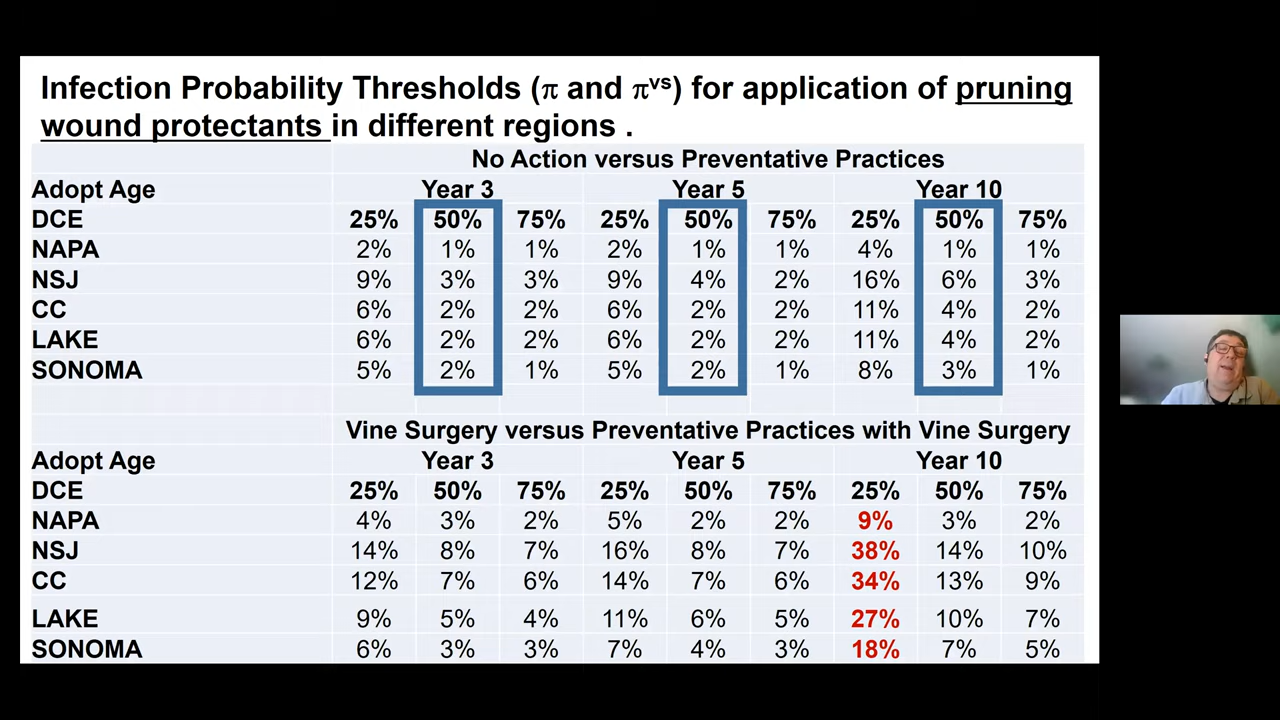 Infection Probability Thresholds (π and πvs) for application of pruning
wound protectants in different regions .
No Action versus Preventative Practices
Adopt Age Year 3 Year 5 Year 10
DCE 25% 50% 75% 25% 50% 75% 25% 50% 75%
NAPA 2% 1% 1% 2% 1% 1% 4% 1% 1%
NSJ 9% 3% 3% 9% 4% 2% 16% 6% 3%
CC 6% 2% 2% 6% 2% 2% 11% 4% 2%
LAKE 6% 2% 2% 6% 2% 2% 11% 4% 2%
SONOMA 5% 2% 1% 5% 2% 1% 8% 3% 1%
Vine Surgery versus Preventative Practices with Vine Surgery
Adopt Age Year 3 Year 5 Year 10
DCE 25% 50% 75% 25% 50% 75% 25% 50% 75%
NAPA 4% 3% 2% 5% 2% 2% 9% 3% 2%
NSJ 14% 8% 7% 16% 8% 7% 38% 14% 10%
CC 12% 7% 6% 14% 7% 6% 34% 13% 9%
LAKE 9% 5% 4% 11% 6% 5% 27% 10% 7%
SONOMA 6% 3% 3% 7% 4% 3% 18% 7% 5%